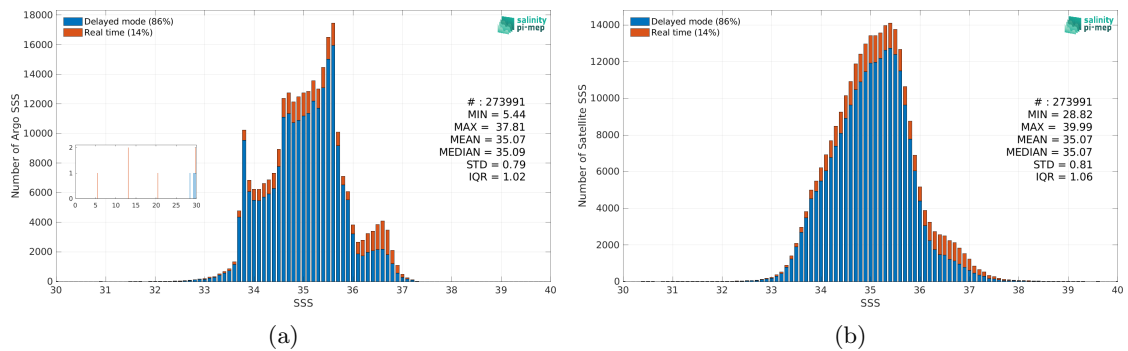 18000
16000
14000
12000
10000
8000
6000
4000
2000
0
Number of Argo SSS
Delayed mode (86%)
Real time (14%)
salinity
pi-mep
# : 273991
MIN = 5.44
MAX = 37.81
MEAN = 35.07
MEDIAN = 35.09
STD = 0.79
IQR = 1.02
2
1
0
0 5 10 15 20 25 30
30 31 32 33 34 35 36 37 38 39 40
SSS
(a)
14000
12000
10000
8000
6000
4000
2000
0
Number of Satellite SSS
Delayed mode (86%)
Real time (14%)
salinity
pi-mep
# : 273991
MIN = 28.82
MAX = 39.99
MEAN = 35.07
MEDIAN = 35.07
STD = 0.81
IQR = 1.06
30 31 32 33 34 35 36 37 38 39 40
SSS
(b)